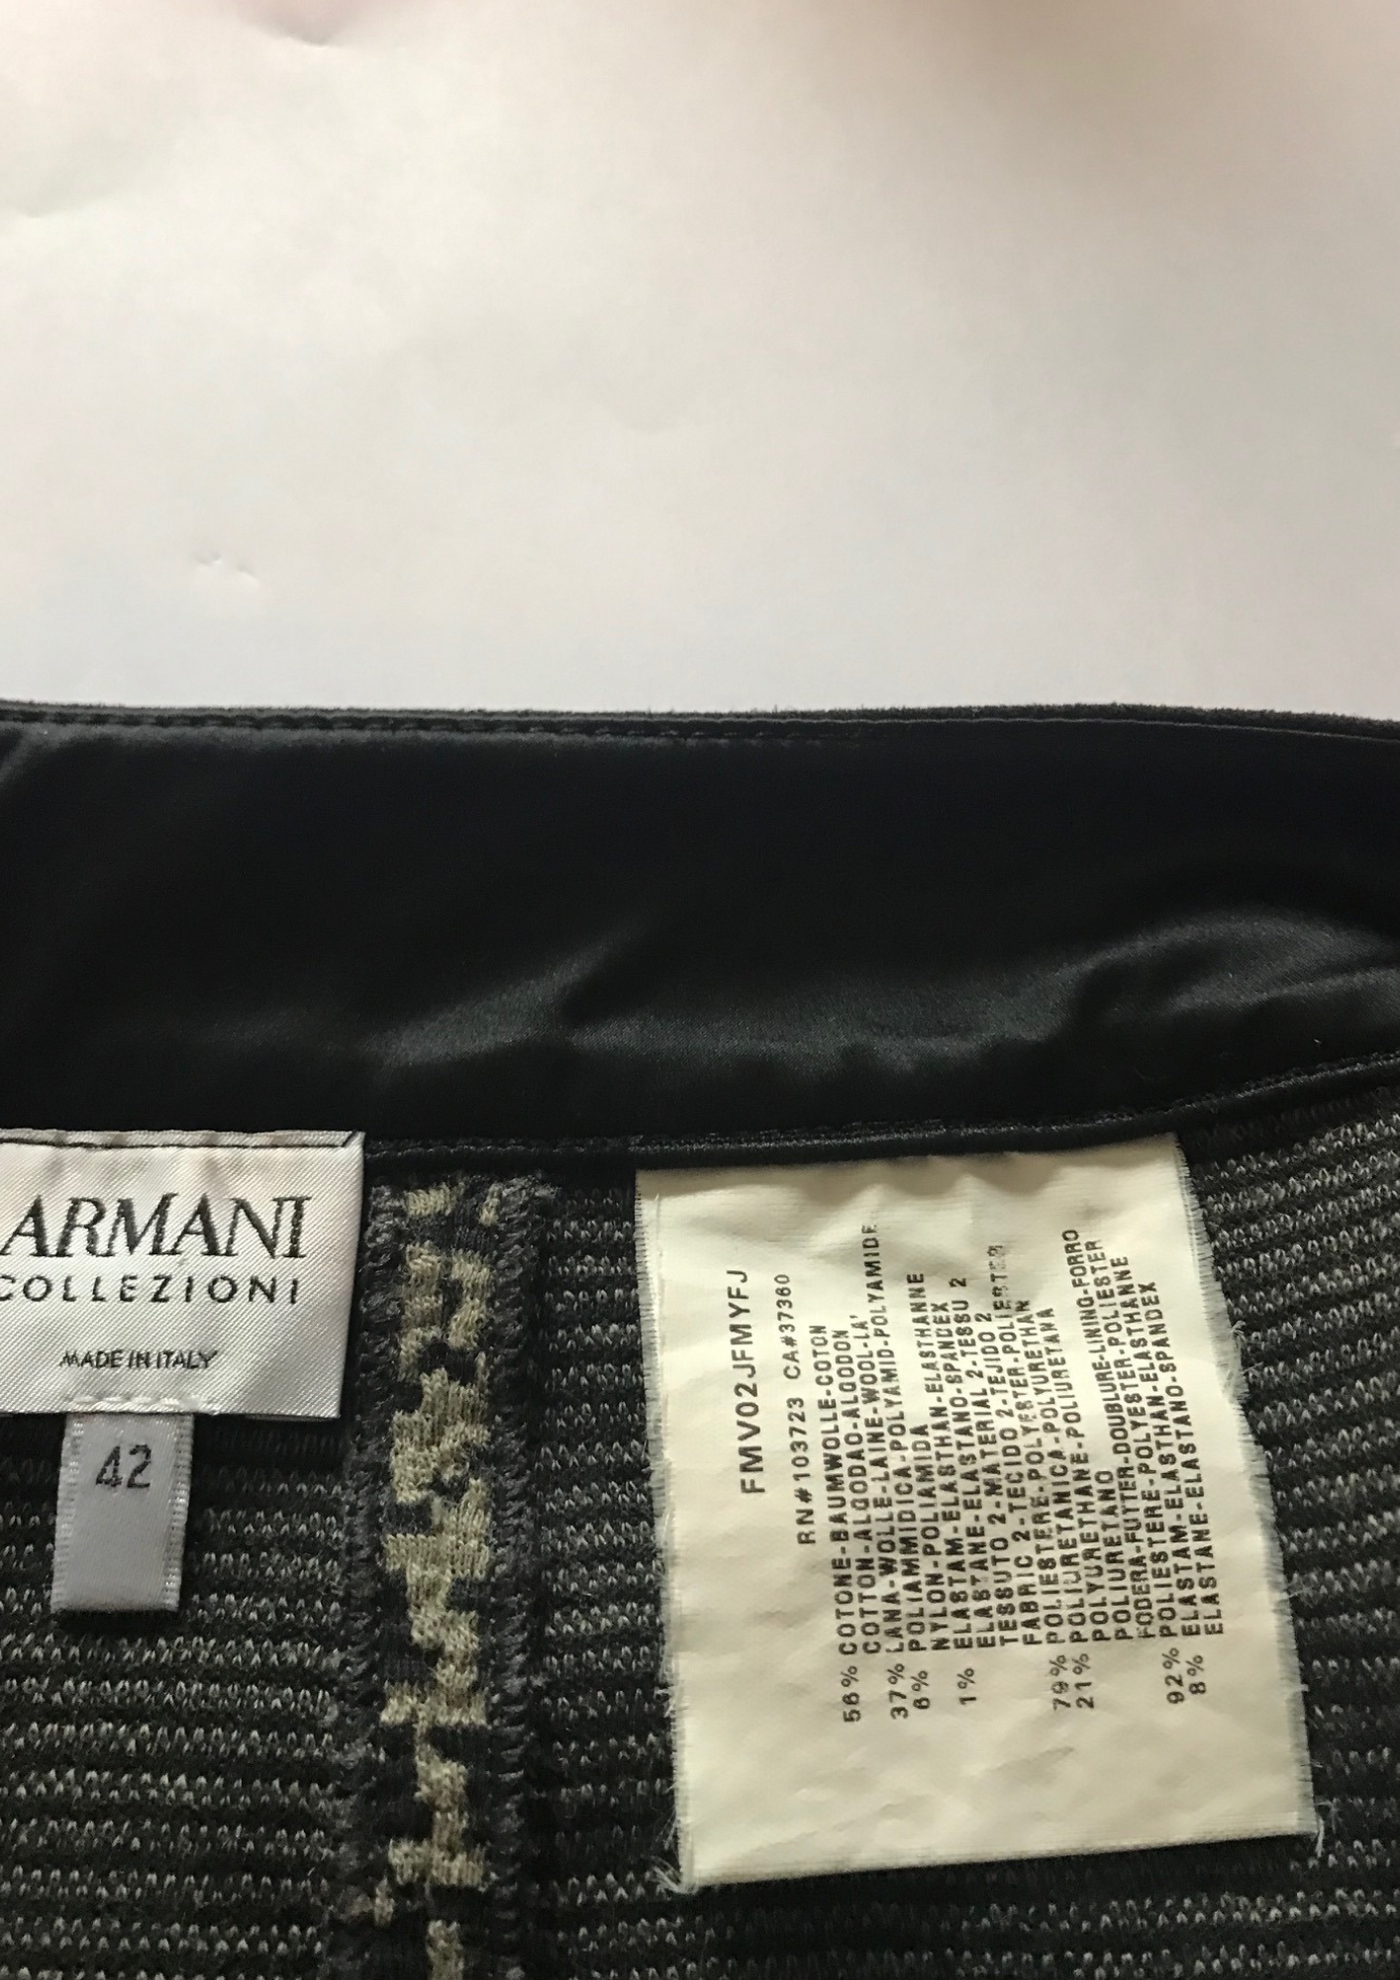 ARMANI
COLLEZIONI
MADE IN ITALY
42
FMV02JFMYFJ
RN#103723 CA#37360
56% COTONE-BAUMWOLLE-COTON
COTTON-ALGODAO-ALGODON
37% LANA-WOLLE-LAINE-WOOL-LA'
6% POLIAMMIDICA-POLYAMID-POLYAMIDE
NYLON-POLIAMIDA
1% ELASTAM-ELASTHAN-ELASTHANNE
ELASTANE-ELASTANO-SPANDEX
TESSUTO 2-MATERIAL 2-TESSU 2
FABRIC 2-TECIDO 2-TEJIDO 2
79% POLIESTERE-POLYESTER-POLIESTER
21% POLIURETANICA-POLYURETHAN
POLYURETHANE-POLIURETANA
POLIURETANO
FODERA-FUTTER-DOUBLURE-LINING-FORRO
92% POLIESTERE-POLYESTER-POLIESTER
8% ELASTAM-ELASTHAN-ELASTHANNE
ELASTANE-ELASTANO-SPANDEX